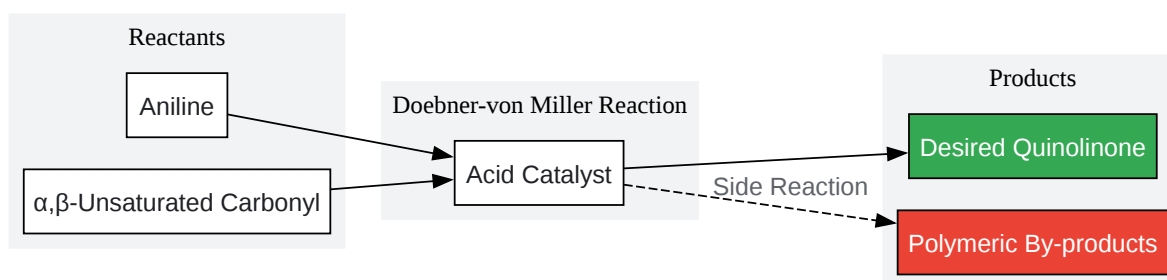 Reactants
Aniline
α,β-Unsaturated Carbonyl
Doebner-von Miller Reaction
Acid Catalyst
Side Reaction
Products
Desired Quinolinone
Polymeric By-products